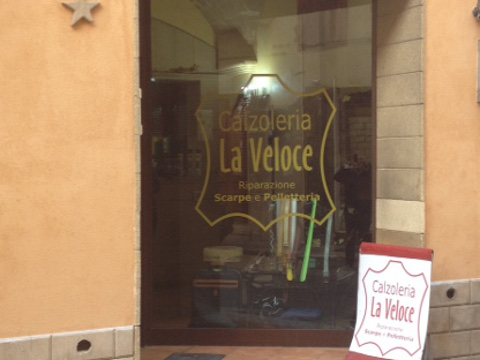 Calzoleria
La Veloce
Riparazione
Scarpe e Pelletteria
Calzoleria
La Veloce
Riparazione
Scarpe e Pelletteria